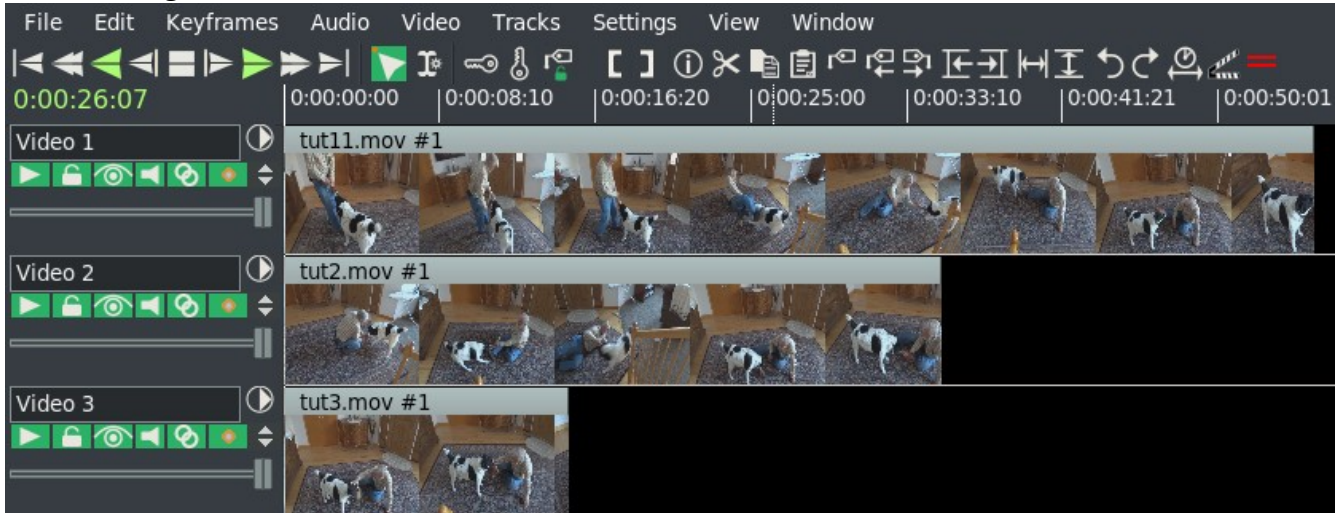 File Edit Keyframes Audio Video Tracks Settings View Window
0:00:26:07 0:00:00:00 0:00:08:10 0:00:16:20 0:00:25:00 0:00:33:10 0:00:41:21 0:00:50:01
Video 1 tut11.mov #1
Video 2 tut2.mov #1
Video 3 tut3.mov #1